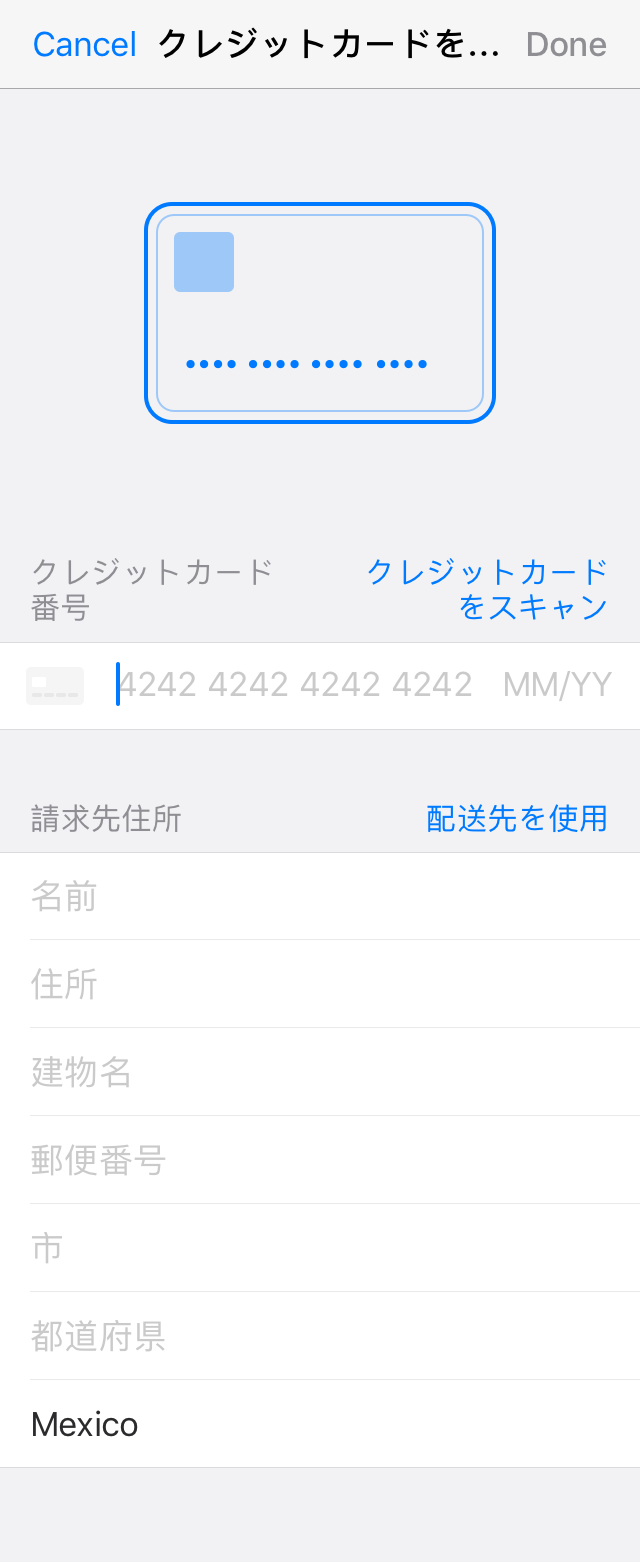 Cancel クレジットカードを... Done
クレジットカード
番号
クレジットカード
をスキャン
4242 4242 4242 4242 MM/YY
請求先住所 配送先を使用
名前
住所
建物名
郵便番号
市
都道府県
Mexico